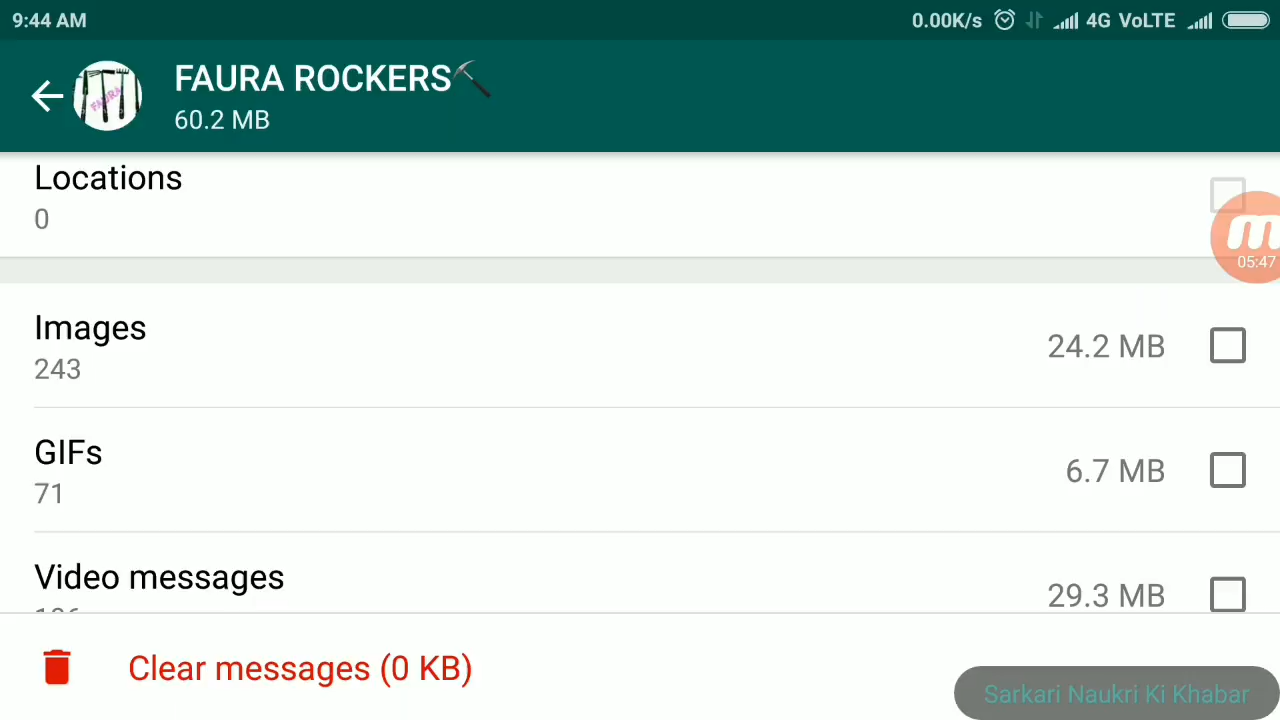 9:44 AM
0.00K/s 4G VoLTE
FAURA ROCKERS
60.2 MB
Locations
0
05:47
Images
243
24.2 MB
GIFs
71
6.7 MB
Video messages
29.3 MB
Clear messages (0 KB)
Sarkari Naukri Ki Khabar